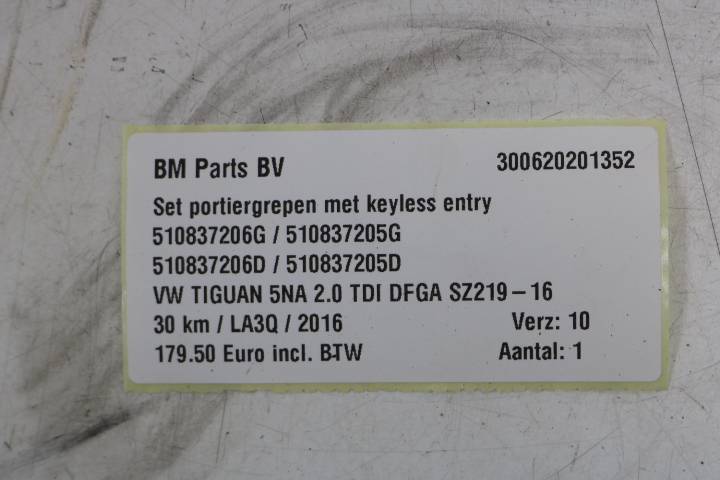 BM Parts BV 300620201352
Set portiergrepen met keyless entry
510837206G / 510837205G
510837206D / 510837205D
VW TIGUAN 5NA 2.0 TDI DFGA SZ219-16
30 km / LA3Q / 2016 Verz: 10
179.50 Euro incl. BTW Aantal: 1